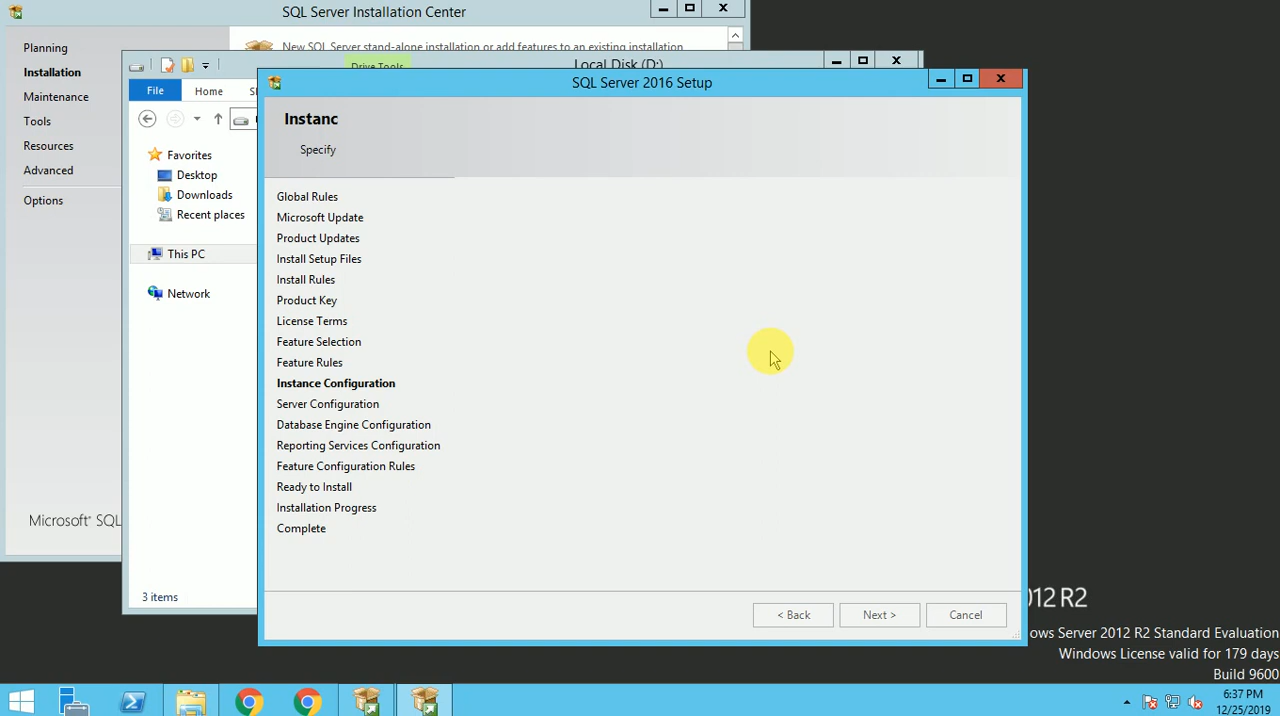 SQL Server Installation Center
Planning
Installation
Maintenance
Tools
Resources
Advanced
Options
Microsoft® SQL
New SQL Server stand-alone installation or add features to an existing installation
Drive Tools
Local Disk (D:)
File
Home
Favorites
Desktop
Downloads
Recent places
This PC
Network
3 items
SQL Server 2016 Setup
Instanc
Specify
Global Rules
Microsoft Update
Product Updates
Install Setup Files
Install Rules
Product Key
License Terms
Feature Selection
Feature Rules
Instance Configuration
Server Configuration
Database Engine Configuration
Reporting Services Configuration
Feature Configuration Rules
Ready to Install
Installation Progress
Complete
< Back
Next >
Cancel
012 R2
ows Server 2012 R2 Standard Evaluation
Windows License valid for 179 days
Build 9600
6:37 PM
12/25/2019